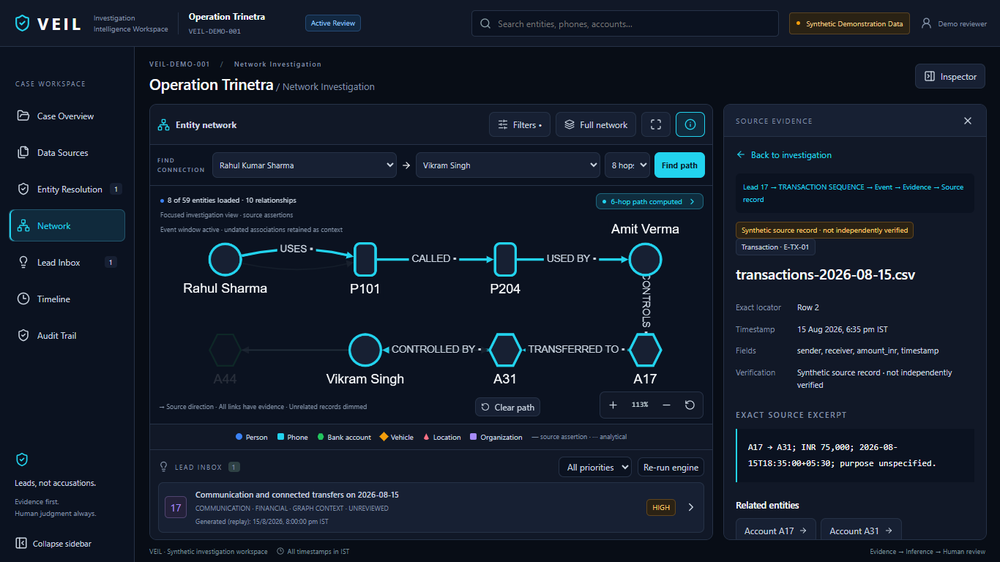 VEIL
Investigation
Intelligence Workspace
Operation Trinetra
VEIL-DEMO-001
Active Review
Search entities, phones, accounts...
Synthetic Demonstration Data
Demo reviewer
CASE WORKSPACE
Case Overview
Data Sources
Entity Resolution 1
Network
Lead Inbox 1
Timeline
Audit Trail
Leads, not accusations.
Evidence first.
Human judgment always.
Collapse sidebar
VEIL-DEMO-001 / Network Investigation
Operation Trinetra / Network Investigation
Inspector
Entity network
Filters •
Full network
FIND
CONNECTION
Rahul Kumar Sharma
→
Vikram Singh
8 hops
Find path
8 of 59 entities loaded · 10 relationships
6-hop path computed
Focused investigation view · source assertions
Event window active · undated associations retained as context
Amit Verma
USES ▪
CALLED ▪
USED BY ▪
Rahul Sharma
P101
P204
CONTROLS ▪
CONTROLLED BY ▪
TRANSFERRED TO ▪
A44
Vikram Singh
A31
A17
→ Source direction · All links have evidence · Unrelated records dimmed
Clear path
+ 113% −
Person
Phone
Bank account
Vehicle
Location
Organization
— source assertion · ··· analytical
LEAD INBOX 1
All priorities
Re-run engine
17
Communication and connected transfers on 2026-08-15
COMMUNICATION · FINANCIAL · GRAPH CONTEXT · UNREVIEWED
Generated (replay): 15/8/2026, 8:00:00 pm IST
HIGH
SOURCE EVIDENCE
← Back to investigation
Lead 17 → TRANSACTION SEQUENCE → Event → Evidence → Source
record
Synthetic source record · not independently verified
Transaction · E-TX-01
transactions-2026-08-15.csv
Exact locator Row 2
Timestamp 15 Aug 2026, 6:35 pm IST
Fields sender, receiver, amount_inr, timestamp
Verification Synthetic source record · not independently
verified
EXACT SOURCE EXCERPT
A17 → A31; INR 75,000; 2026-08-
15T18:35:00+05:30; purpose unspecified.
Related entities
Account A17 →
Account A31 →
VEIL · Synthetic investigation workspace
All timestamps in IST
Evidence → Inference → Human review